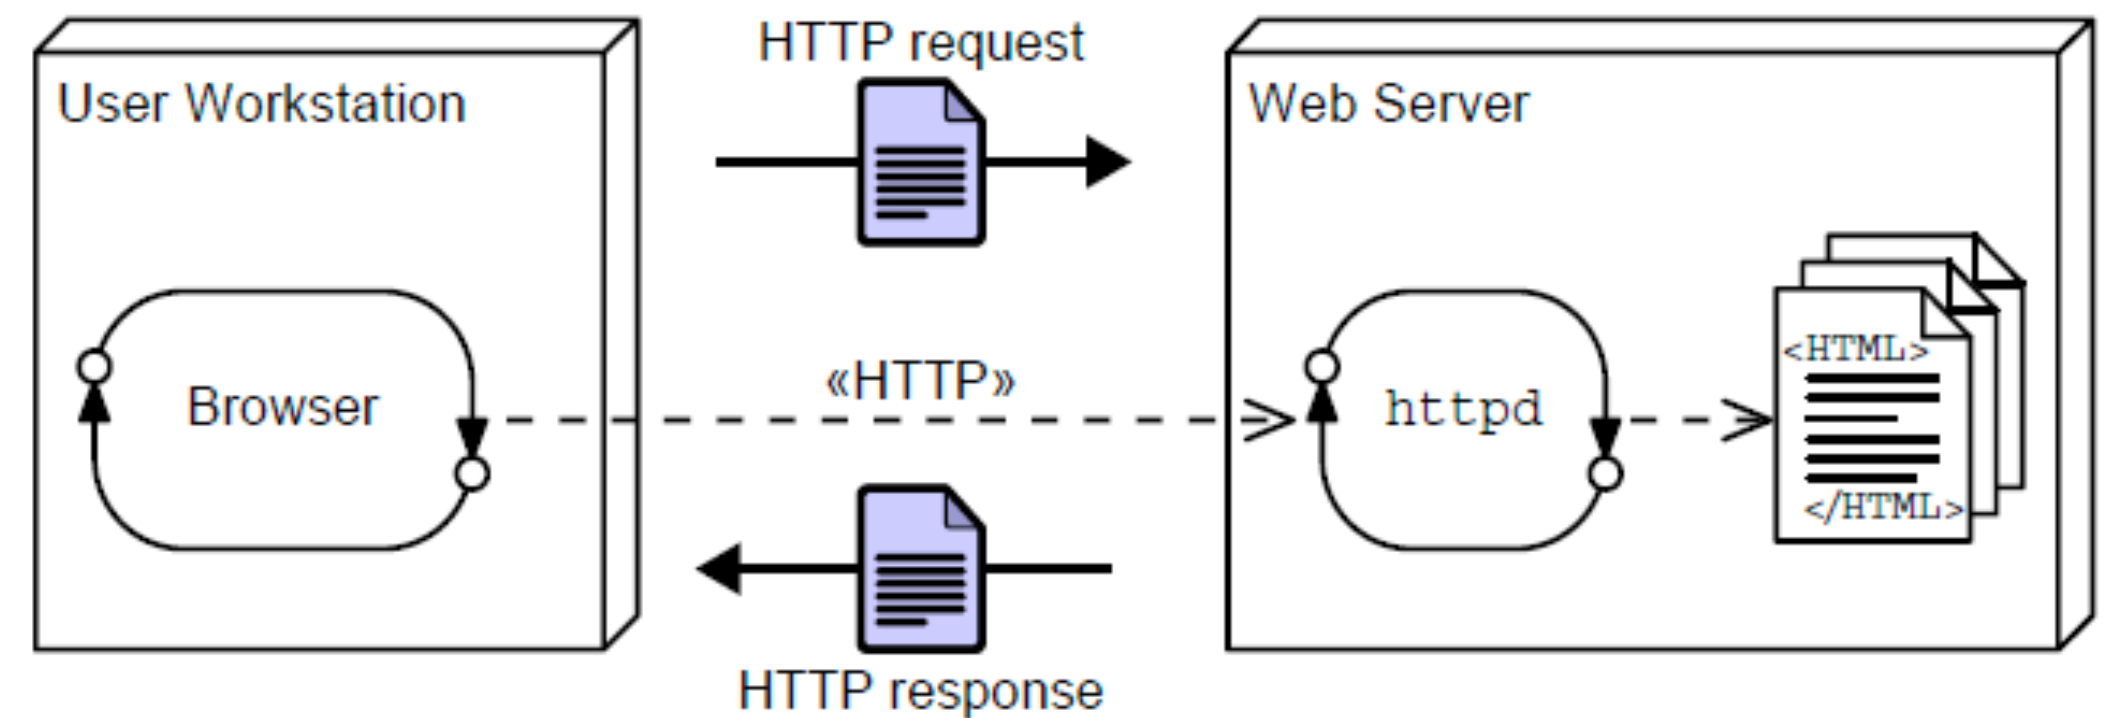 HTTP request
User Workstation
Web Server
«HTTP»
Browser
httpd
<HTML>
</HTML>
HTTP response